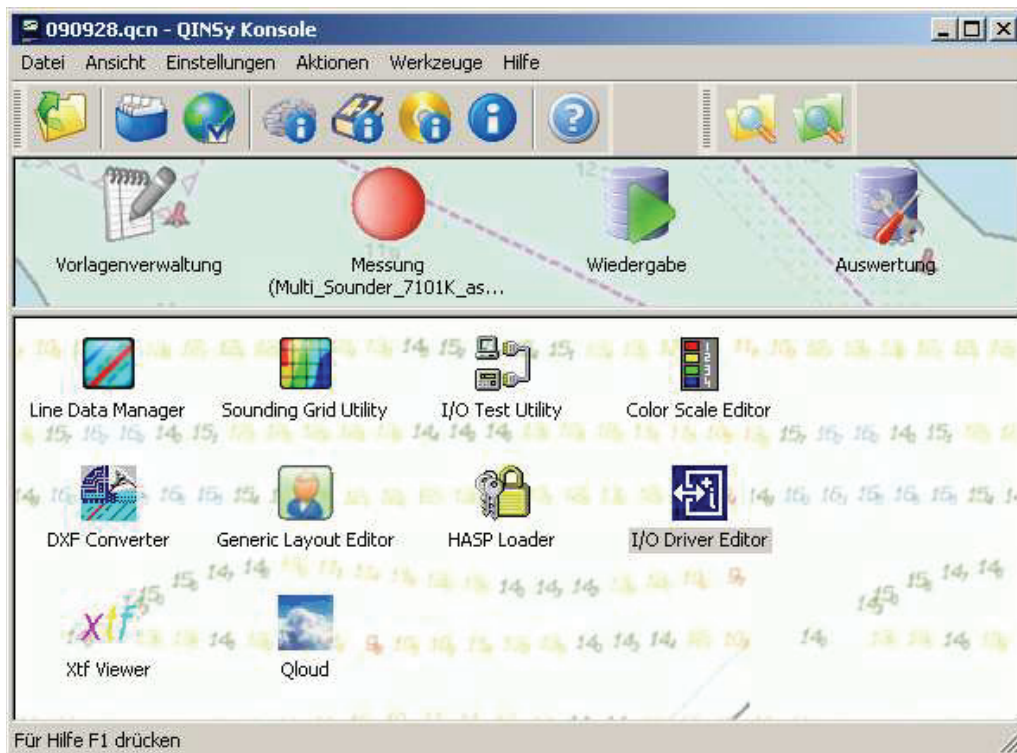 090928.qcn - QINSy Konsole
Datei Ansicht Einstellungen Aktionen Werkzeuge Hilfe
Vorlagenverwaltung
Messung
(Multi_Sounder_7101K_as...
Wiedergabe
Auswertung
Line Data Manager
Sounding Grid Utility
I/O Test Utility
Color Scale Editor
DXF Converter
Generic Layout Editor
HASP Loader
I/O Driver Editor
xtf
Xtf Viewer
Qloud
Für Hilfe F1 drücken